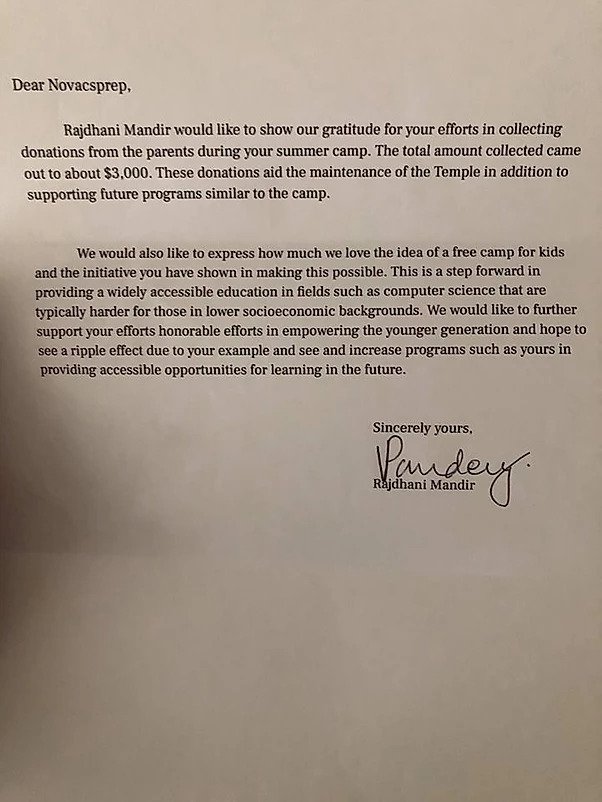 Dear Novacsprep,
Rajdhani Mandir would like to show our gratitude for your efforts in collecting
donations from the parents during your summer camp. The total amount collected came
out to about $3,000. These donations aid the maintenance of the Temple in addition to
supporting future programs similar to the camp.
We would also like to express how much we love the idea of a free camp for kids
and the initiative you have shown in making this possible. This is a step forward in
providing a widely accessible education in fields such as computer science that are
typically harder for those in lower socioeconomic backgrounds. We would like to further
support your efforts honorable efforts in empowering the younger generation and hope to
see a ripple effect due to your example and see and increase programs such as yours in
providing accessible opportunities for learning in the future.
Sincerely yours,
Pandey.
Rajdhani Mandir